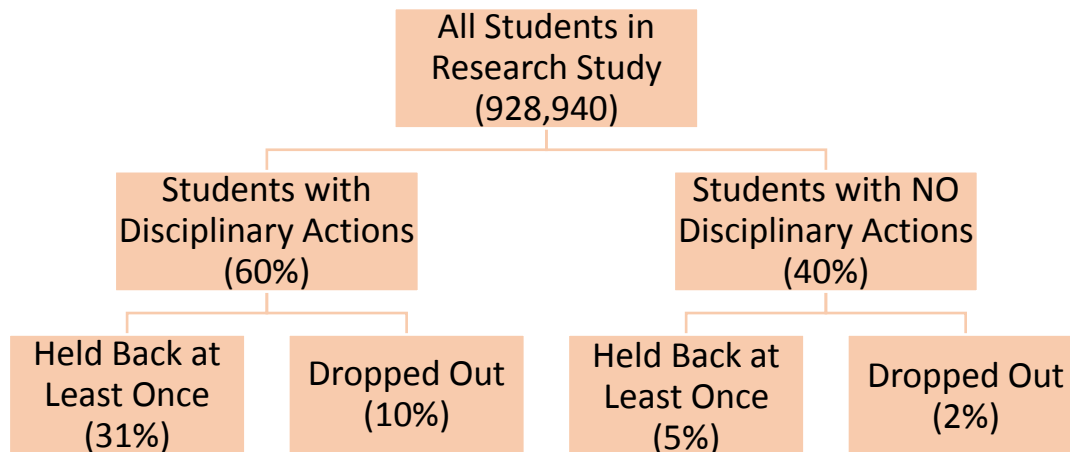 All Students in
Research Study
(928,940)
Students with
Disciplinary Actions
(60%)
Students with NO
Disciplinary Actions
(40%)
Held Back at
Least Once
(31%)
Dropped Out
(10%)
Held Back at
Least Once
(5%)
Dropped Out
(2%)